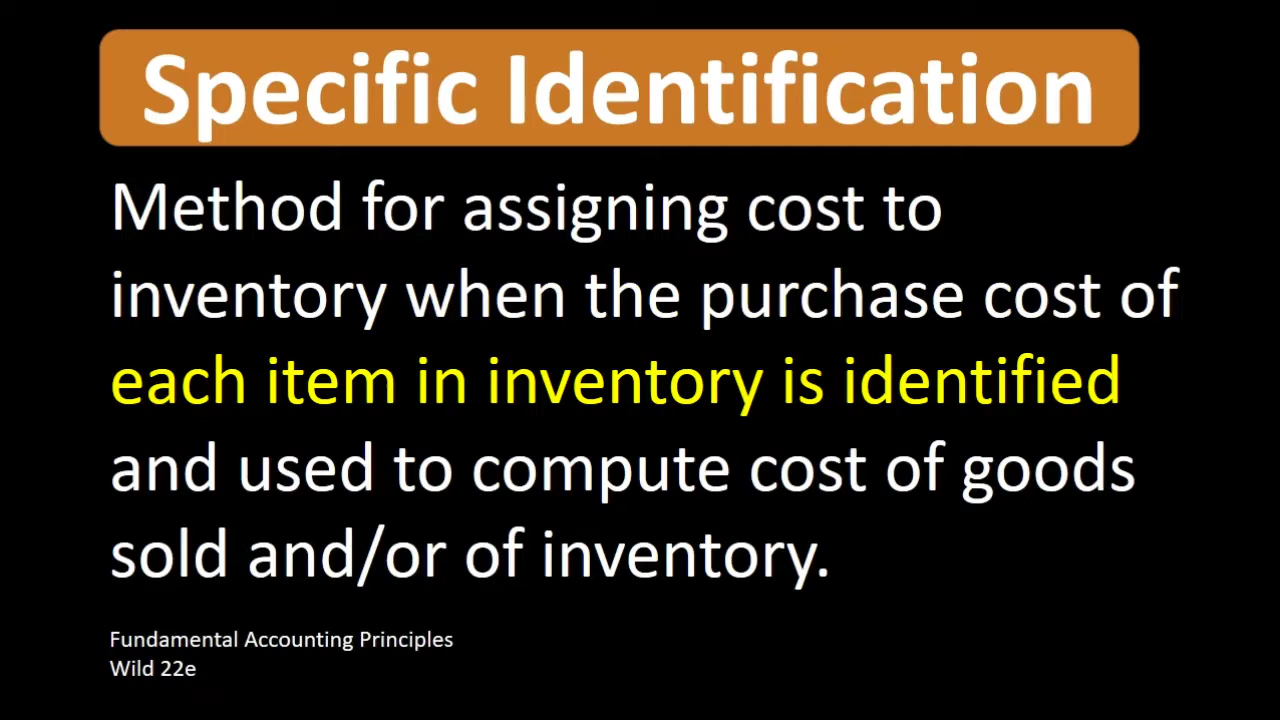 Specific Identification
Method for assigning cost to
inventory when the purchase cost of
each item in inventory is identified
and used to compute cost of goods
sold and/or of inventory.
Fundamental Accounting Principles
Wild 22e